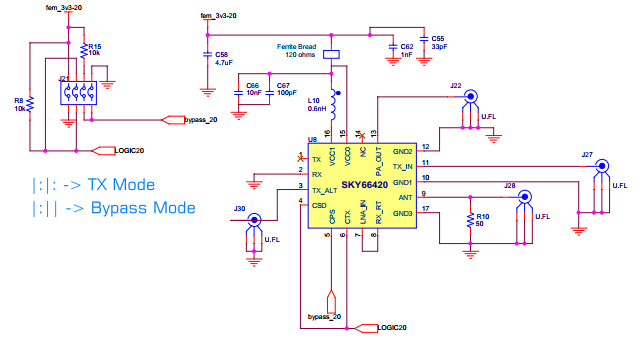 fem_3v3-20
R15
10k
J21
R8
10k
bypass_20
LOGIC20
|:|: -> TX Mode
|:|| -> Bypass Mode
fem_3v3-20
C58
4.7uF
Ferrite Bread
120 ohms
C62
1nF
C55
33pF
C66
10nF
C67
100pF
L10
0.6nH
J22
U.FL
U8
16
15
14
13
VCC1
VCC0
NC
PA_OUT
SKY66420
1
TX
2
RX
3
TX_ALT
4
CSD
GND2
12
TX_IN
11
GND1
10
ANT
9
GND3
17
CPS
CTX
LNA_IN
RX_RT
5
6
7
8
J27
U.FL
J28
U.FL
R10
50
J30
U.FL
bypass_20
LOGIC20